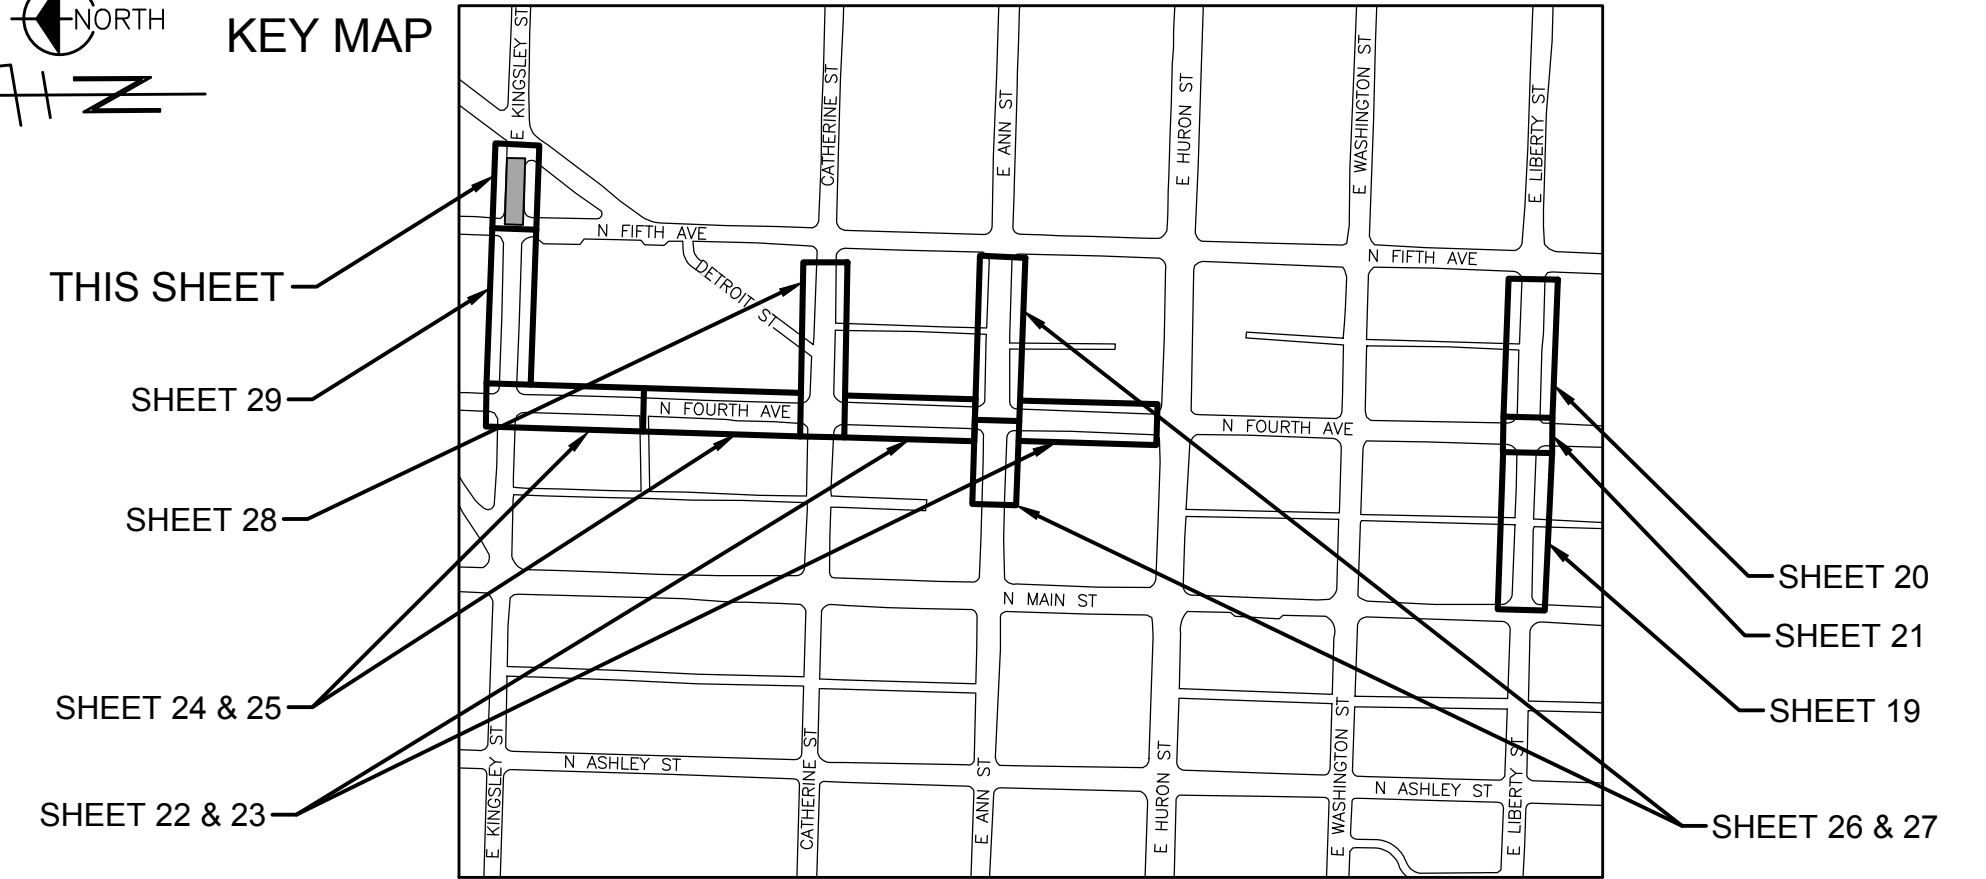 NORTH
KEY MAP
N
E KINGSLEY ST
CATHERINE ST
E ANN ST
E HURON ST
E WASHINGTON ST
E LIBERTY ST
N FIFTH AVE
N FIFTH AVE
DETROIT ST
THIS SHEET
SHEET 29
N FOURTH AVE
N FOURTH AVE
SHEET 28
SHEET 20
N MAIN ST
SHEET 21
SHEET 24 & 25
SHEET 19
N ASHLEY ST
N ASHLEY ST
SHEET 22 & 23
SHEET 26 & 27
E KINGSLEY ST
CATHERINE ST
E ANN ST
E HURON ST
E WASHINGTON ST
E LIBERTY ST